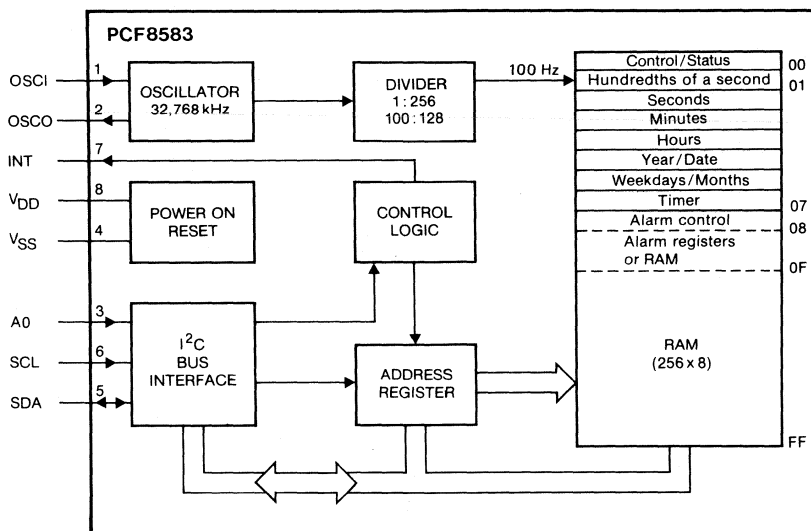 PCF8583
OSCI
1
OSCO
2
INT
7
VDD
8
VSS
4
A0
3
SCL
6
SDA
5
OSCILLATOR
32,768 kHz
DIVIDER
1 : 256
100 : 128
100 Hz
POWER ON
RESET
CONTROL
LOGIC
I²C
BUS
INTERFACE
ADDRESS
REGISTER
Control/Status
00
Hundredths of a second
01
Seconds
Minutes
Hours
Year/Date
Weekdays/Months
Timer
07
Alarm control
08
Alarm registers
or RAM
0F
RAM
(256 x 8)
FF